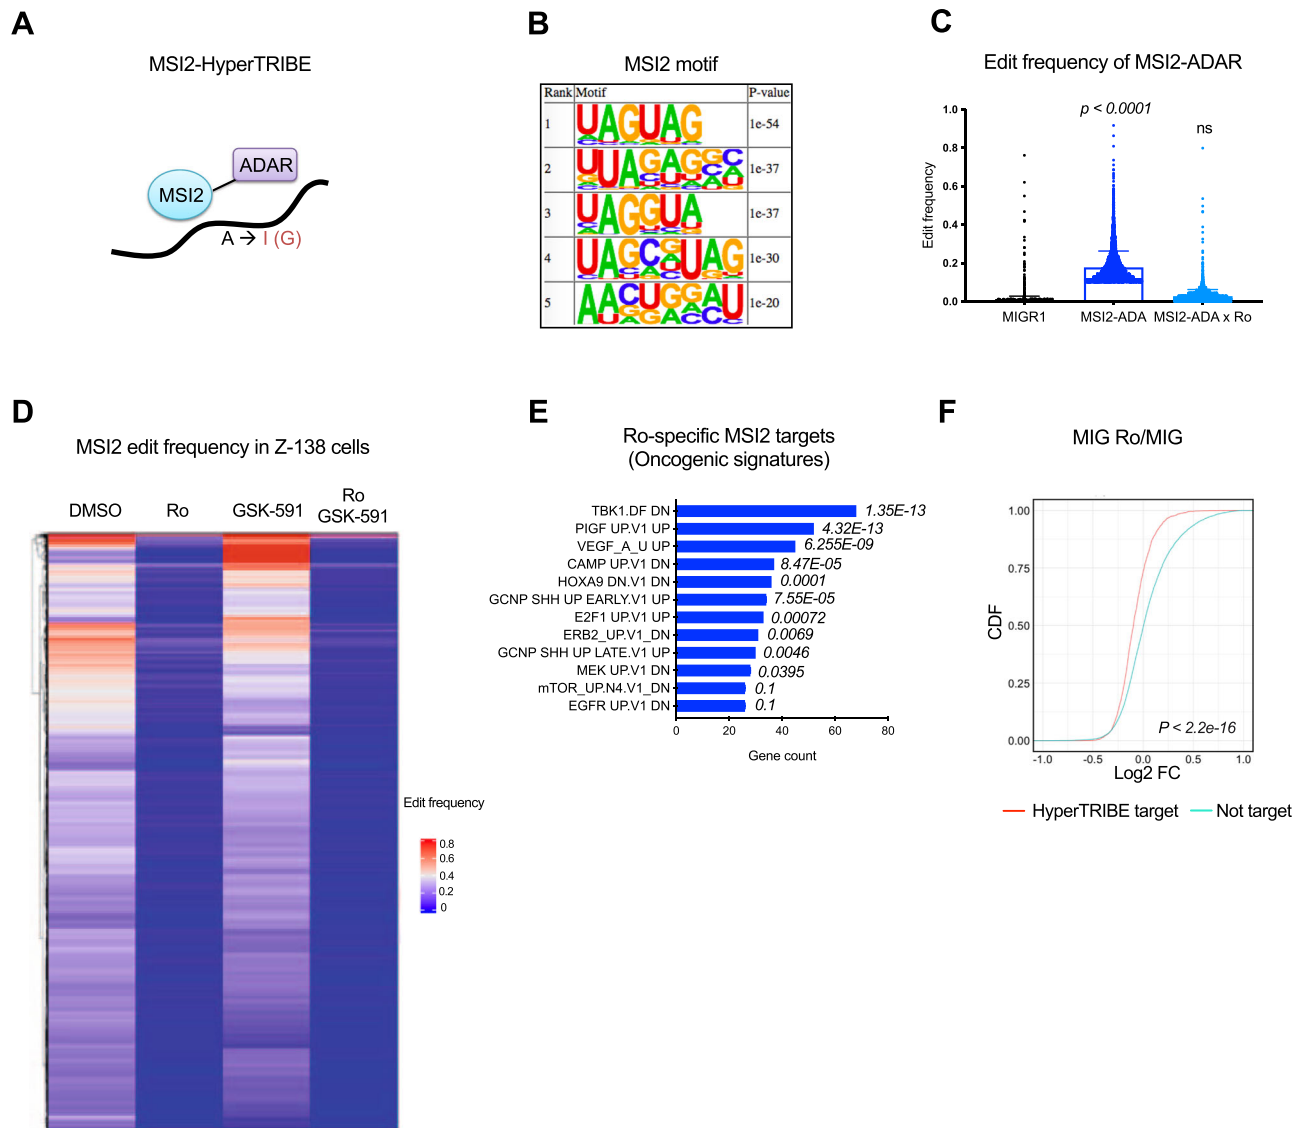 A
MSI2-HyperTRIBE
ADAR
MSI2
A → I (G)
B
MSI2 motif
Rank Motif P-value
1 UAGUAG 1e-54
2 UUAGAGGC 1e-37
3 UAGGUA 1e-37
4 UAGCGUAG 1e-30
5 AACUGGAU 1e-20
C
Edit frequency of MSI2-ADAR
p < 0.0001
ns
Edit frequency
1.0
0.8
0.6
0.4
0.2
0.0
MIGR1 MSI2-ADA MSI2-ADA x Ro
D
MSI2 edit frequency in Z-138 cells
DMSO Ro GSK-591 Ro
GSK-591
Edit frequency
0.8
0.6
0.4
0.2
0
E
Ro-specific MSI2 targets
(Oncogenic signatures)
TBK1.DF DN 1.35E-13
PIGF UP.V1 UP 4.32E-13
VEGF_A_U UP 6.255E-09
CAMP UP.V1 DN 8.47E-05
HOXA9 DN.V1 DN 0.0001
GCNP SHH UP EARLY.V1 UP 7.55E-05
E2F1 UP.V1 UP 0.00072
ERB2_UP.V1_DN 0.0069
GCNP SHH UP LATE.V1 UP 0.0046
MEK UP.V1 DN 0.0395
mTOR_UP.N4.V1_DN 0.1
EGFR UP.V1 DN 0.1
0 20 40 60 80
Gene count
F
MIG Ro/MIG
CDF
1.00
0.75
0.50
0.25
0.00
P < 2.2e-16
-1.0 -0.5 0.0 0.5 1.0
Log2 FC
HyperTRIBE target Not target